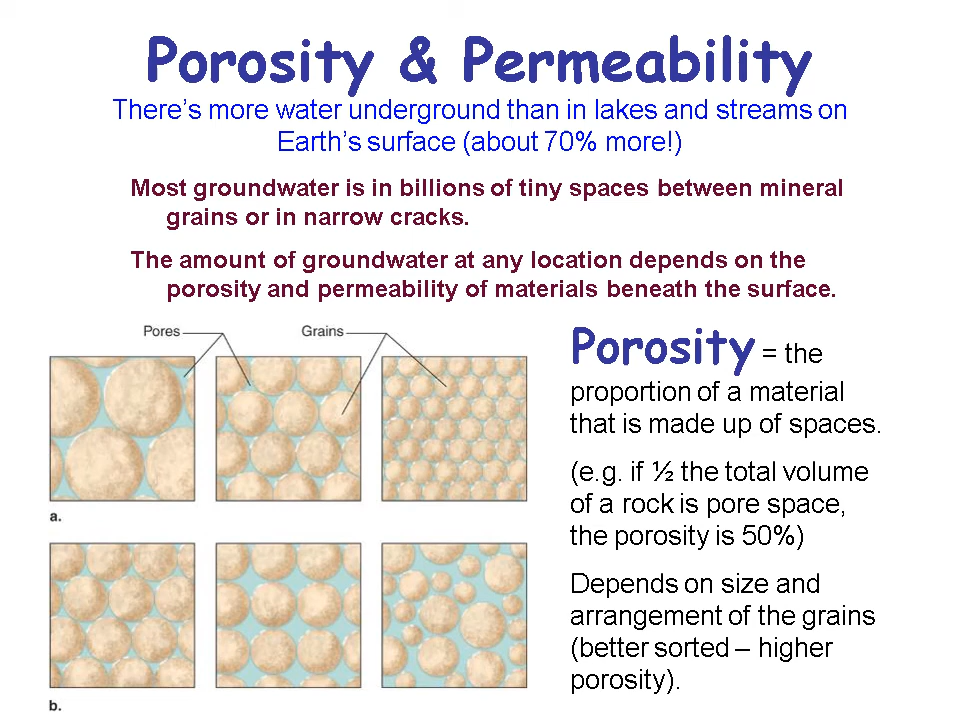 Porosity & Permeability
There's more water underground than in lakes and streams on
Earth's surface (about 70% more!)
Most groundwater is in billions of tiny spaces between mineral
grains or in narrow cracks.
The amount of groundwater at any location depends on the
porosity and permeability of materials beneath the surface.
Pores
Grains
a.
b.
Porosity = the
proportion of a material
that is made up of spaces.
(e.g. if ½ the total volume
of a rock is pore space,
the porosity is 50%)
Depends on size and
arrangement of the grains
(better sorted – higher
porosity).